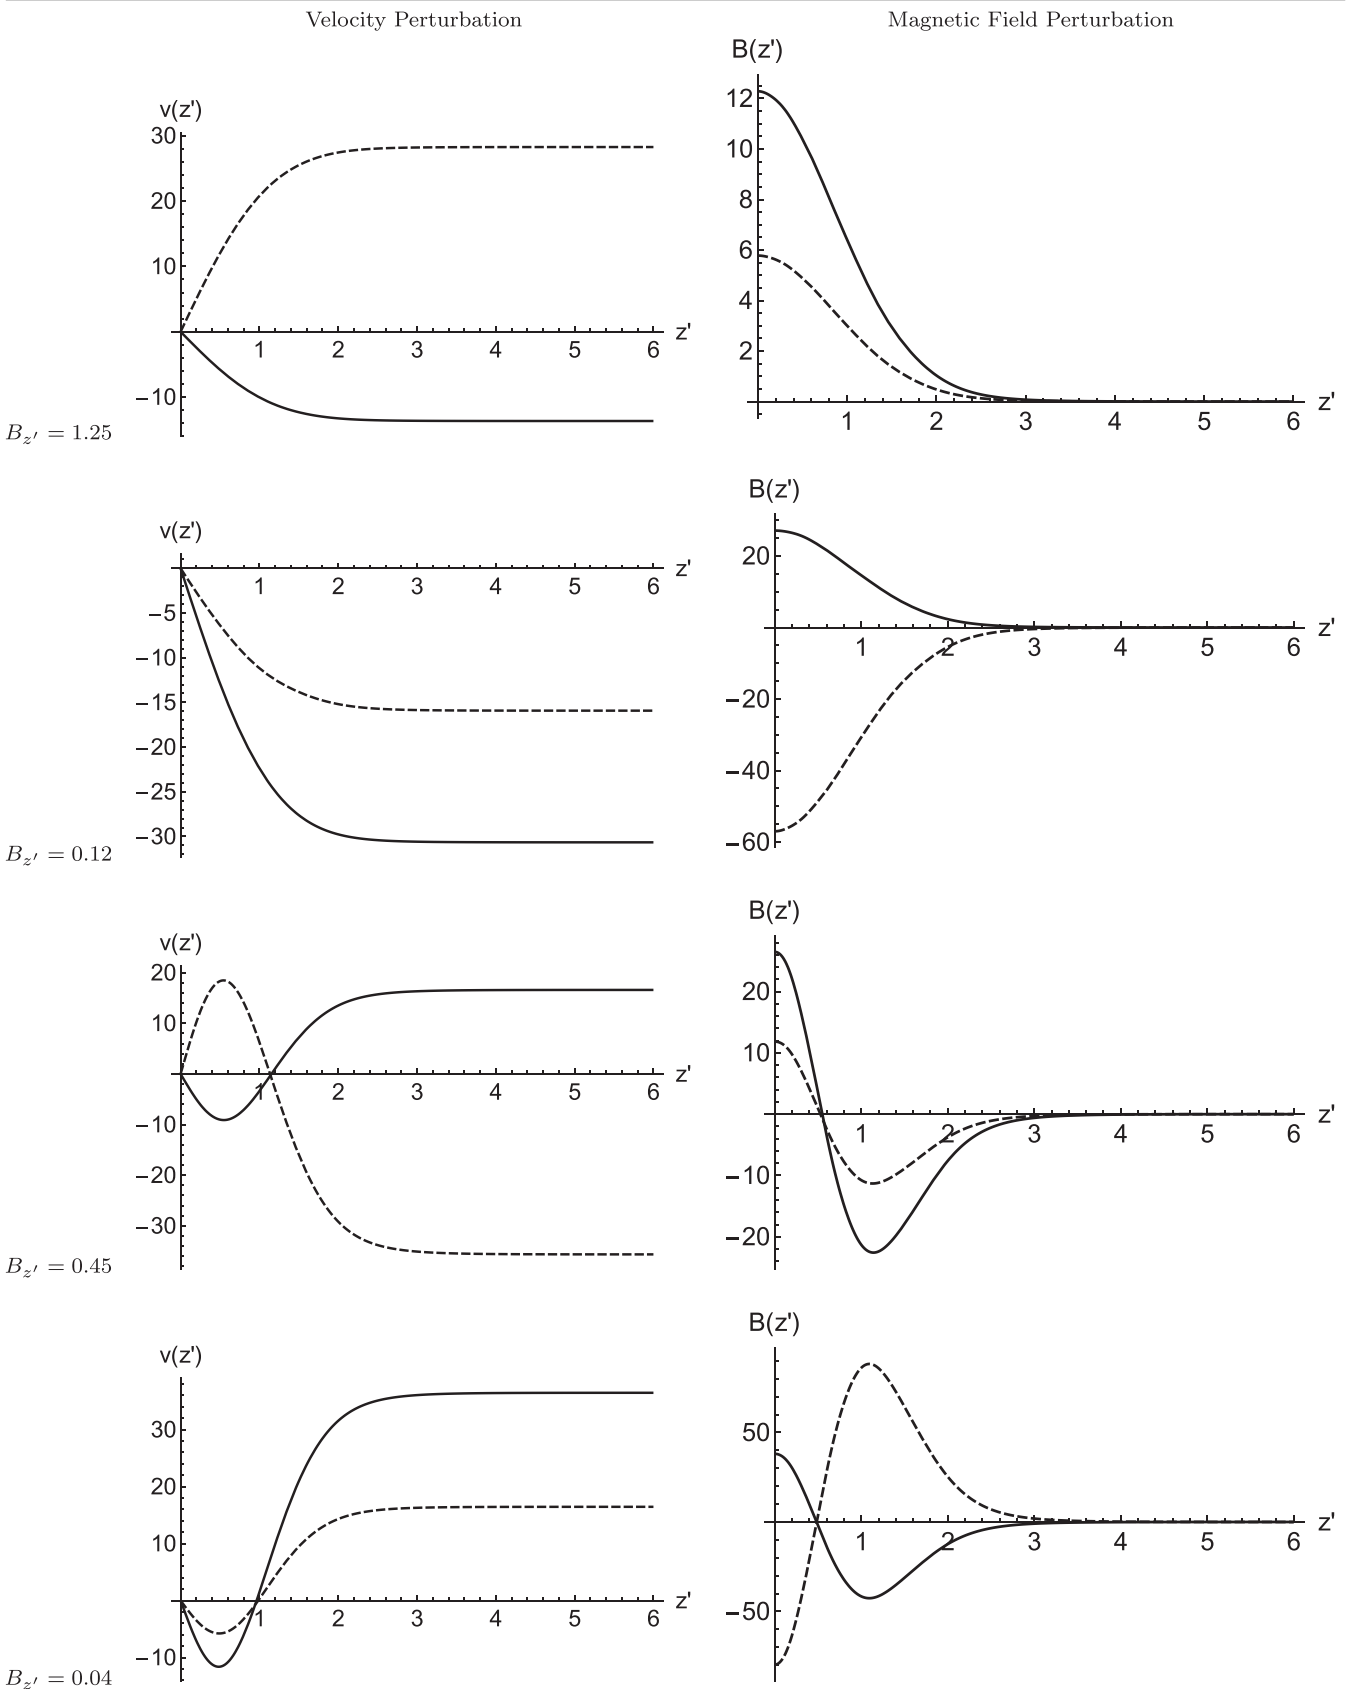 Velocity Perturbation
Magnetic Field Perturbation
v(z')
30
20
10
−10
1 2 3 4 5 6 z'
B(z')
12
10
8
6
4
2
1 2 3 4 5 6 z'
B_{z'} = 1.25
v(z')
1 2 3 4 5 6 z'
−5
−10
−15
−20
−25
−30
B(z')
20
1 2 3 4 5 6 z'
−20
−40
−60
B_{z'} = 0.12
v(z')
20
10
1 2 3 4 5 6 z'
−10
−20
−30
B(z')
20
10
1 2 3 4 5 6 z'
−10
−20
B_{z'} = 0.45
v(z')
30
20
10
1 2 3 4 5 6 z'
−10
B(z')
50
1 2 3 4 5 6 z'
−50
B_{z'} = 0.04